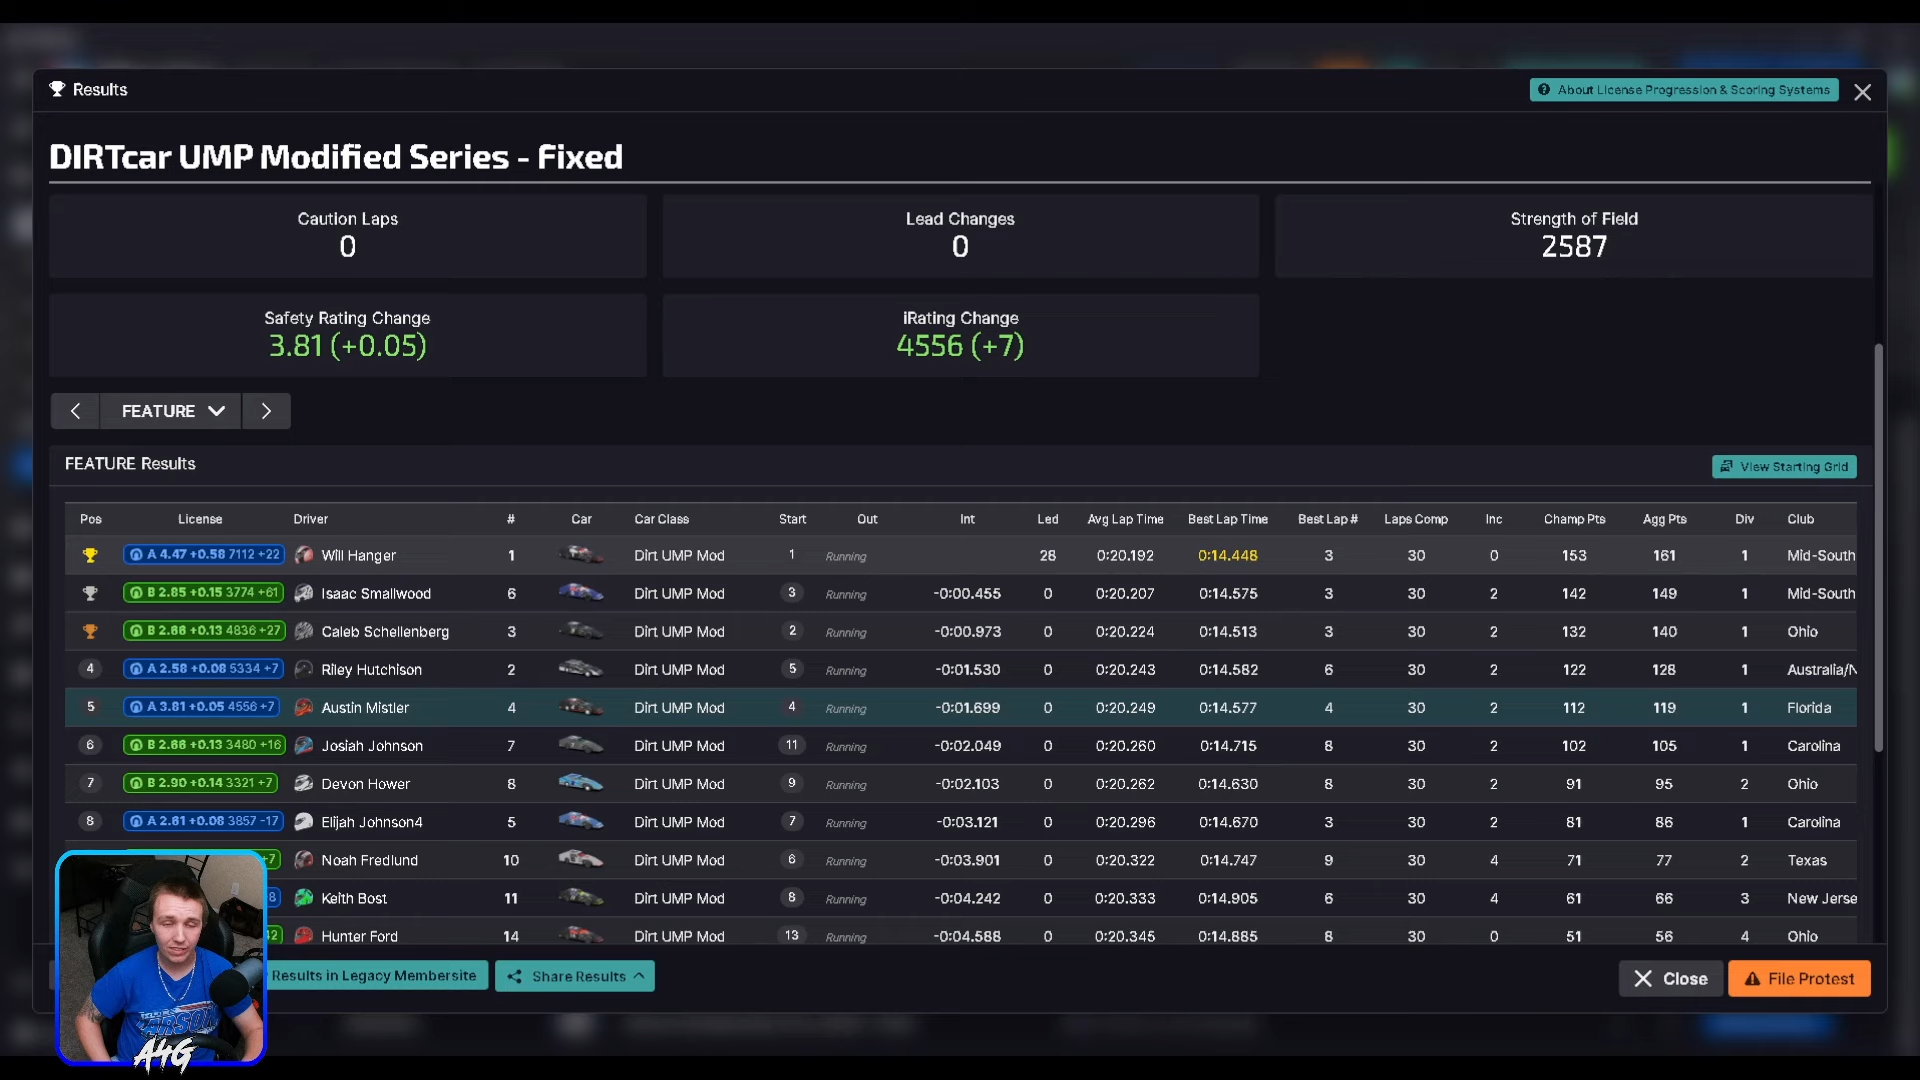 Results
About License Progression & Scoring Systems
DIRTcar UMP Modified Series - Fixed
Caution Laps
0
Lead Changes
0
Strength of Field
2587
Safety Rating Change
3.81 (+0.05)
iRating Change
4556 (+7)
FEATURE
FEATURE Results
View Starting Grid
Pos License Driver # Car Car Class Start Out Int Led Avg Lap Time Best Lap Time Best Lap # Laps Comp Inc Champ Pts Agg Pts Div Club
A 4.47 +0.58 7112 +22 Will Hanger 1 Dirt UMP Mod 1 Running 28 0:20.192 0:14.448 3 30 0 153 161 1 Mid-South
B 2.85 +0.15 3774 +61 Isaac Smallwood 6 Dirt UMP Mod 3 Running -0:00.455 0 0:20.207 0:14.575 3 30 2 142 149 1 Mid-South
B 2.66 +0.13 4836 +27 Caleb Schellenberg 3 Dirt UMP Mod 2 Running -0:00.973 0 0:20.224 0:14.513 3 30 2 132 140 1 Ohio
4 A 2.58 +0.08 5334 +7 Riley Hutchison 2 Dirt UMP Mod 5 Running -0:01.530 0 0:20.243 0:14.582 6 30 2 122 128 1 Australia/N
5 A 3.81 +0.05 4556 +7 Austin Mistler 4 Dirt UMP Mod 4 Running -0:01.699 0 0:20.249 0:14.577 4 30 2 112 119 1 Florida
6 B 2.66 +0.13 3480 +16 Josiah Johnson 7 Dirt UMP Mod 11 Running -0:02.049 0 0:20.260 0:14.715 8 30 2 102 105 1 Carolina
7 B 2.90 +0.14 3321 +7 Devon Hower 8 Dirt UMP Mod 9 Running -0:02.103 0 0:20.262 0:14.630 8 30 2 91 95 2 Ohio
8 A 2.61 +0.08 3857 -17 Elijah Johnson4 5 Dirt UMP Mod 7 Running -0:03.121 0 0:20.296 0:14.670 3 30 2 81 86 1 Carolina
+7 Noah Fredlund 10 Dirt UMP Mod 6 Running -0:03.901 0 0:20.322 0:14.747 9 30 4 71 77 2 Texas
8 Keith Bost 11 Dirt UMP Mod 8 Running -0:04.242 0 0:20.333 0:14.905 6 30 4 61 66 3 New Jerse
42 Hunter Ford 14 Dirt UMP Mod 13 Running -0:04.588 0 0:20.345 0:14.885 8 30 0 51 56 4 Ohio
Results in Legacy Membersite
Share Results
Close
File Protest
LARSON
A4G